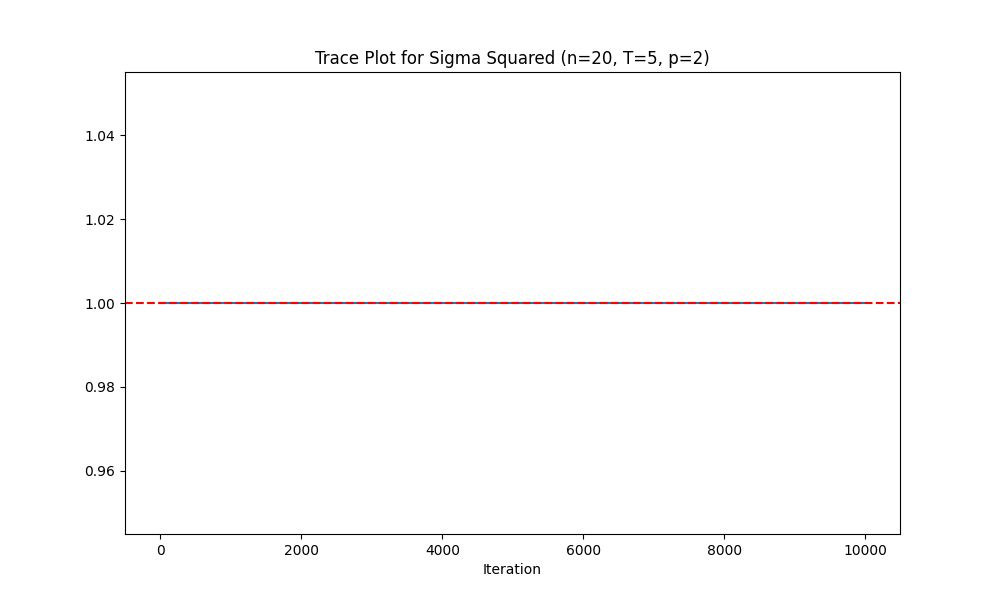 Trace Plot for Sigma Squared (n=20, T=5, p=2)
1.04
1.02
1.00
0.98
0.96
0 2000 4000 6000 8000 10000
Iteration